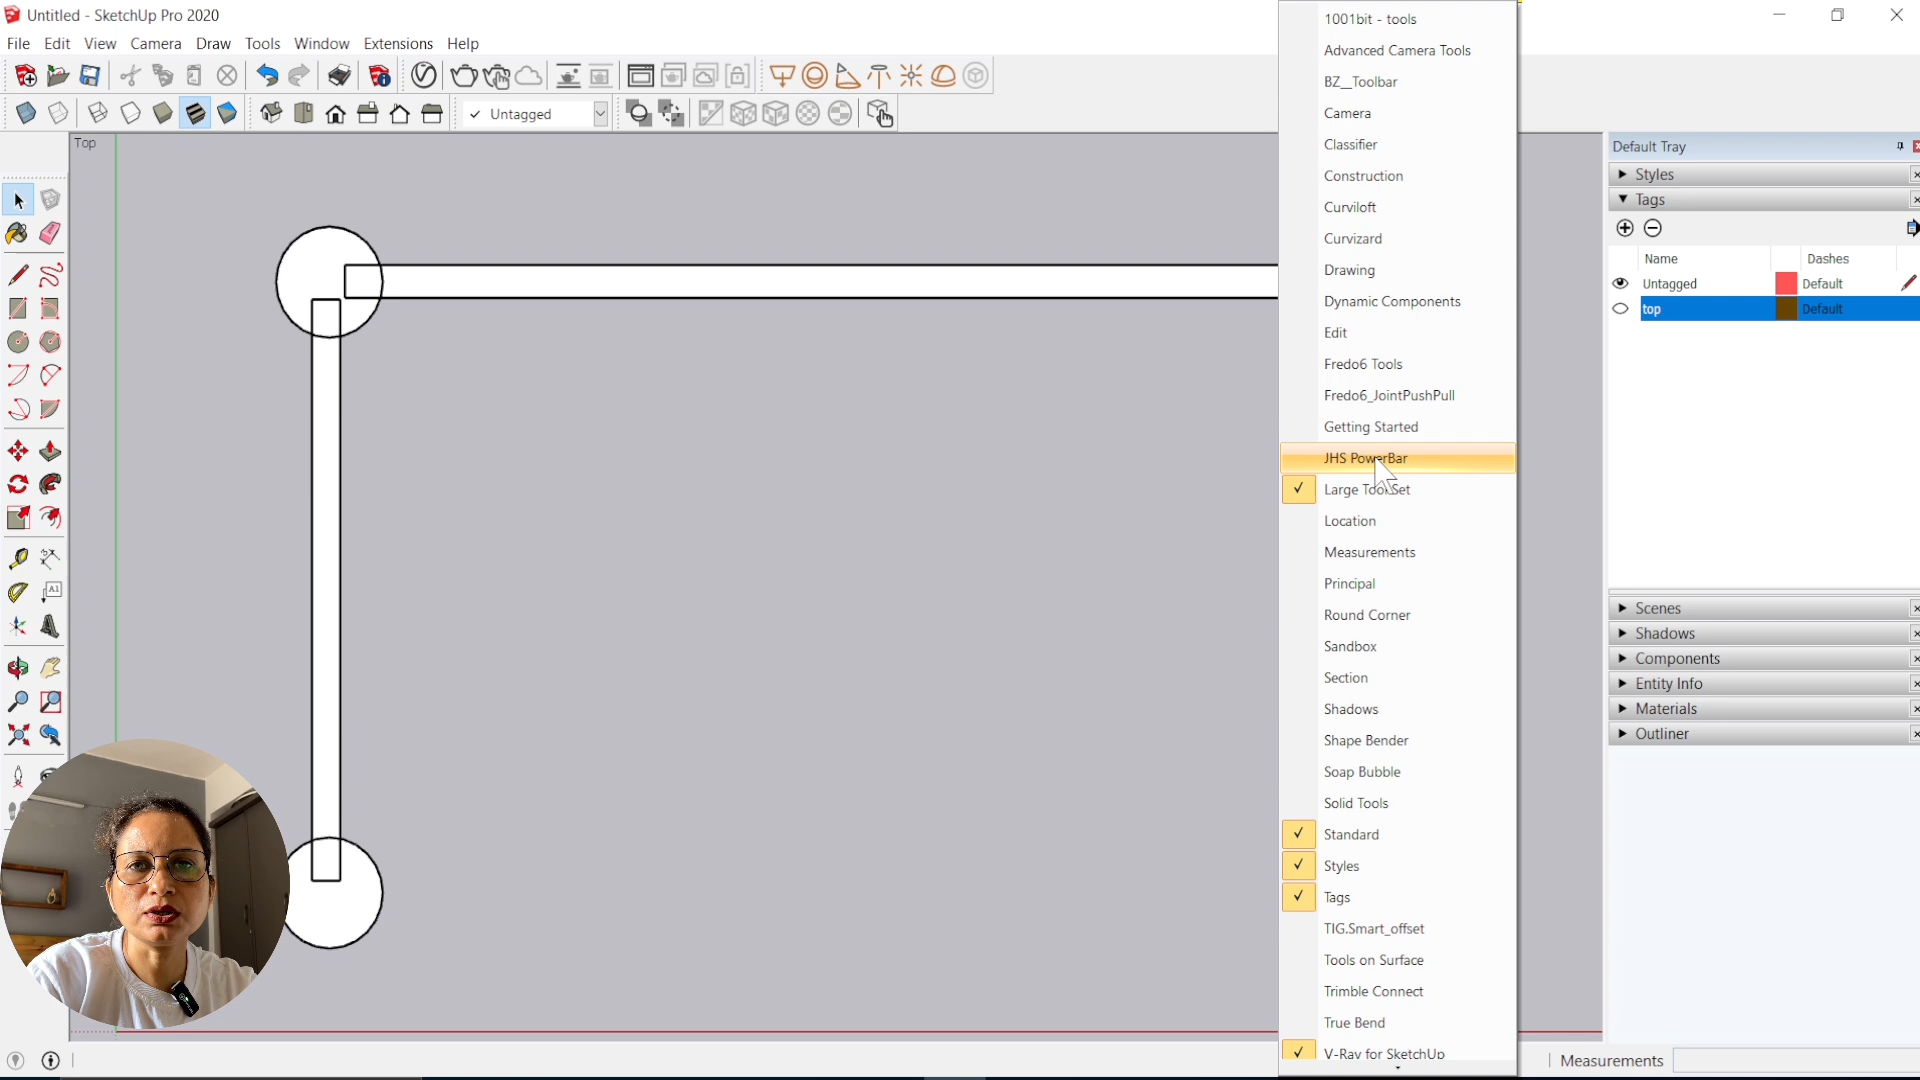 Untitled - SketchUp Pro 2020
File Edit View Camera Draw Tools Window Extensions Help
Untagged
Top
A1
1001bit - tools
Advanced Camera Tools
BZ__Toolbar
Camera
Classifier
Construction
Curviloft
Curvizard
Drawing
Dynamic Components
Edit
Fredo6 Tools
Fredo6_JointPushPull
Getting Started
JHS PowerBar
Large Tool Set
Location
Measurements
Principal
Round Corner
Sandbox
Section
Shadows
Shape Bender
Soap Bubble
Solid Tools
Standard
Styles
Tags
TIG.Smart_offset
Tools on Surface
Trimble Connect
True Bend
V-Ray for SketchUp
Default Tray
Styles
Tags
Name Dashes
Untagged Default
top Default
Scenes
Shadows
Components
Entity Info
Materials
Outliner
Measurements